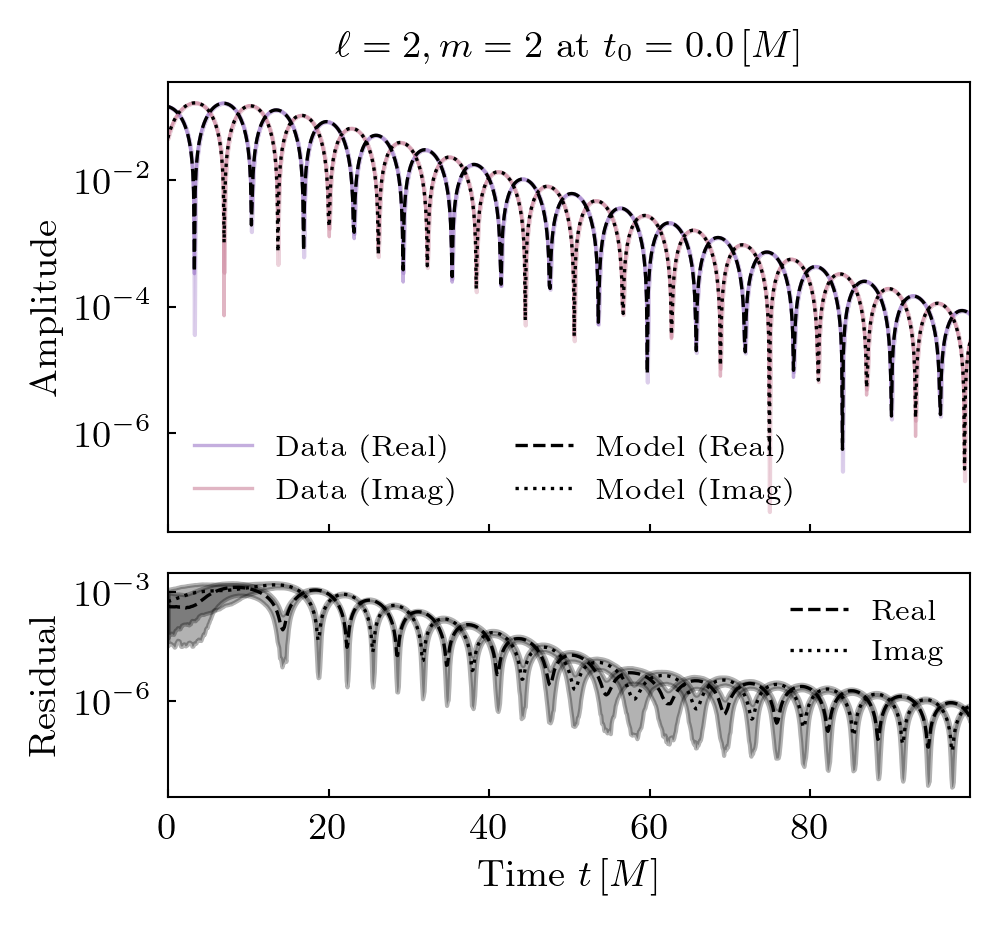 ℓ = 2, m = 2 at t₀ = 0.0 [M]
Amplitude
10⁻²
10⁻⁴
10⁻⁶
Data (Real)
Data (Imag)
Model (Real)
Model (Imag)
Residual
10⁻³
10⁻⁶
Real
Imag
0 20 40 60 80
Time t [M]